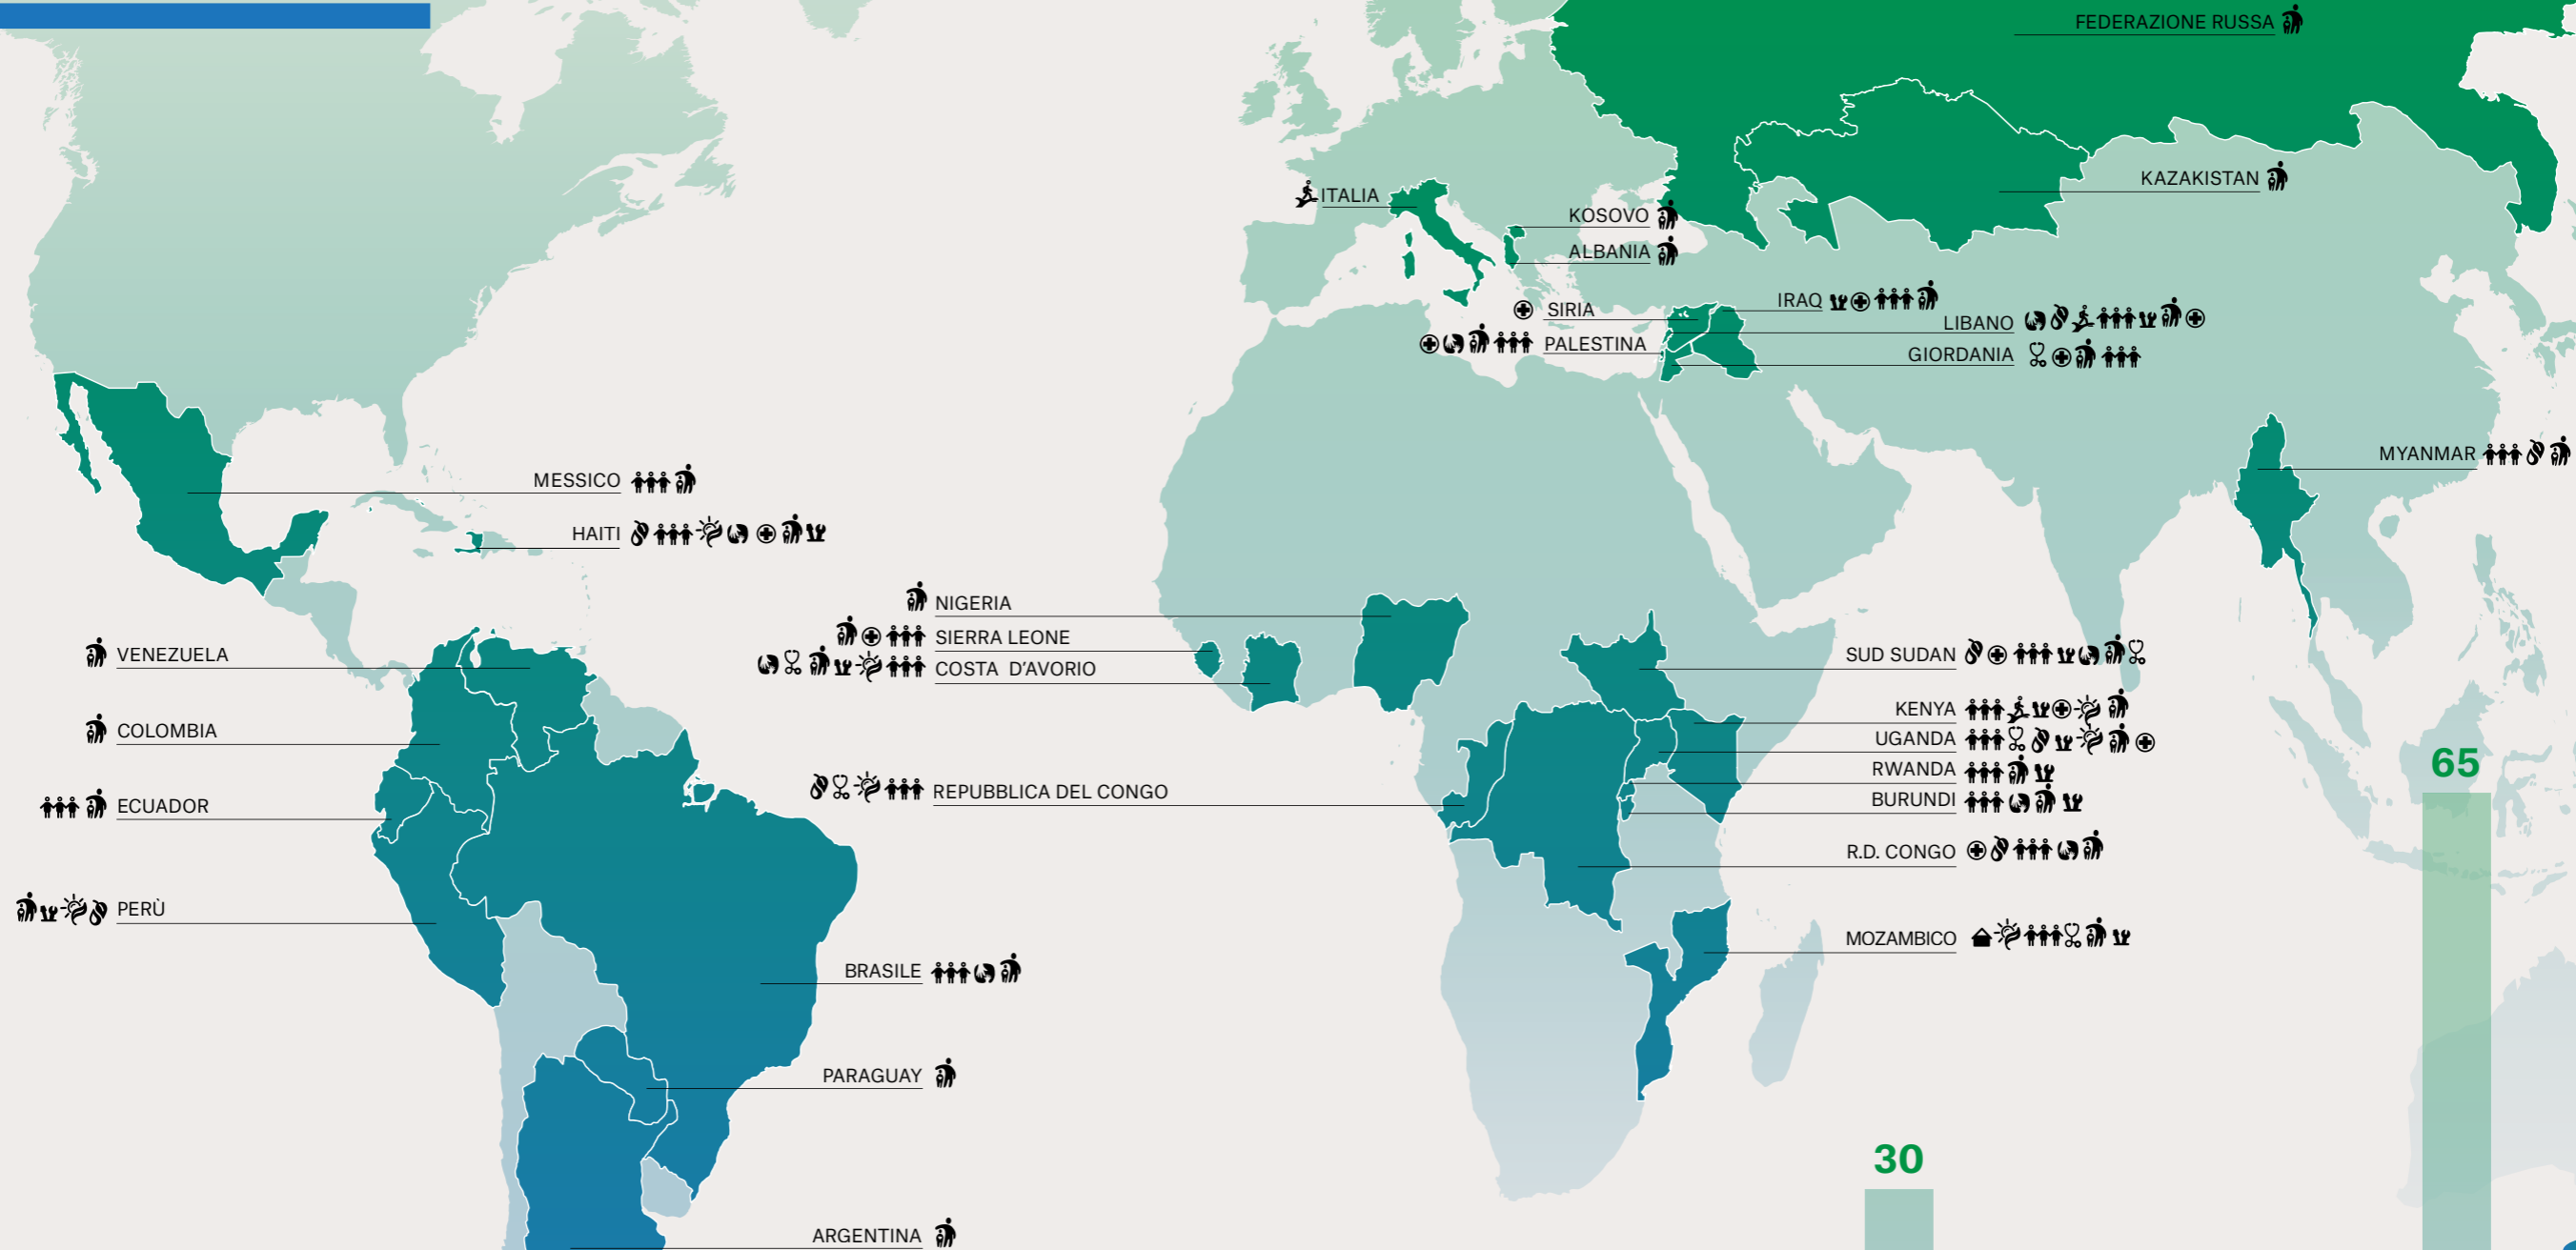 FEDERAZIONE RUSSA
KAZAKISTAN
ITALIA
KOSOVO
ALBANIA
SIRIA
IRAQ
LIBANO
PALESTINA
GIORDANIA
MYANMAR
MESSICO
HAITI
NIGERIA
SIERRA LEONE
COSTA D'AVORIO
VENEZUELA
COLOMBIA
ECUADOR
PERÙ
REPUBBLICA DEL CONGO
SUD SUDAN
KENYA
UGANDA
RWANDA
BURUNDI
R.D. CONGO
MOZAMBICO
BRASILE
PARAGUAY
ARGENTINA
65
30